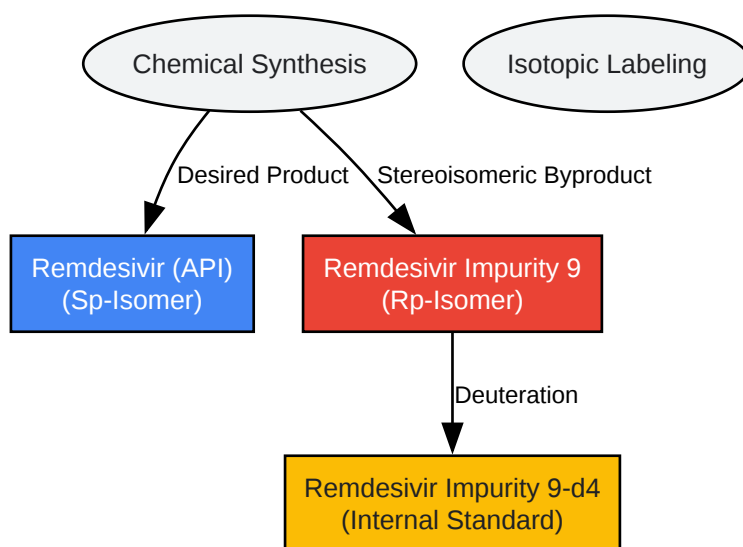 Chemical Synthesis
Isotopic Labeling
Desired Product
Stereoisomeric Byproduct
Remdesivir (API)
(Sp-Isomer)
Remdesivir Impurity 9
(Rp-Isomer)
Deuteration
Remdesivir Impurity 9-d4
(Internal Standard)